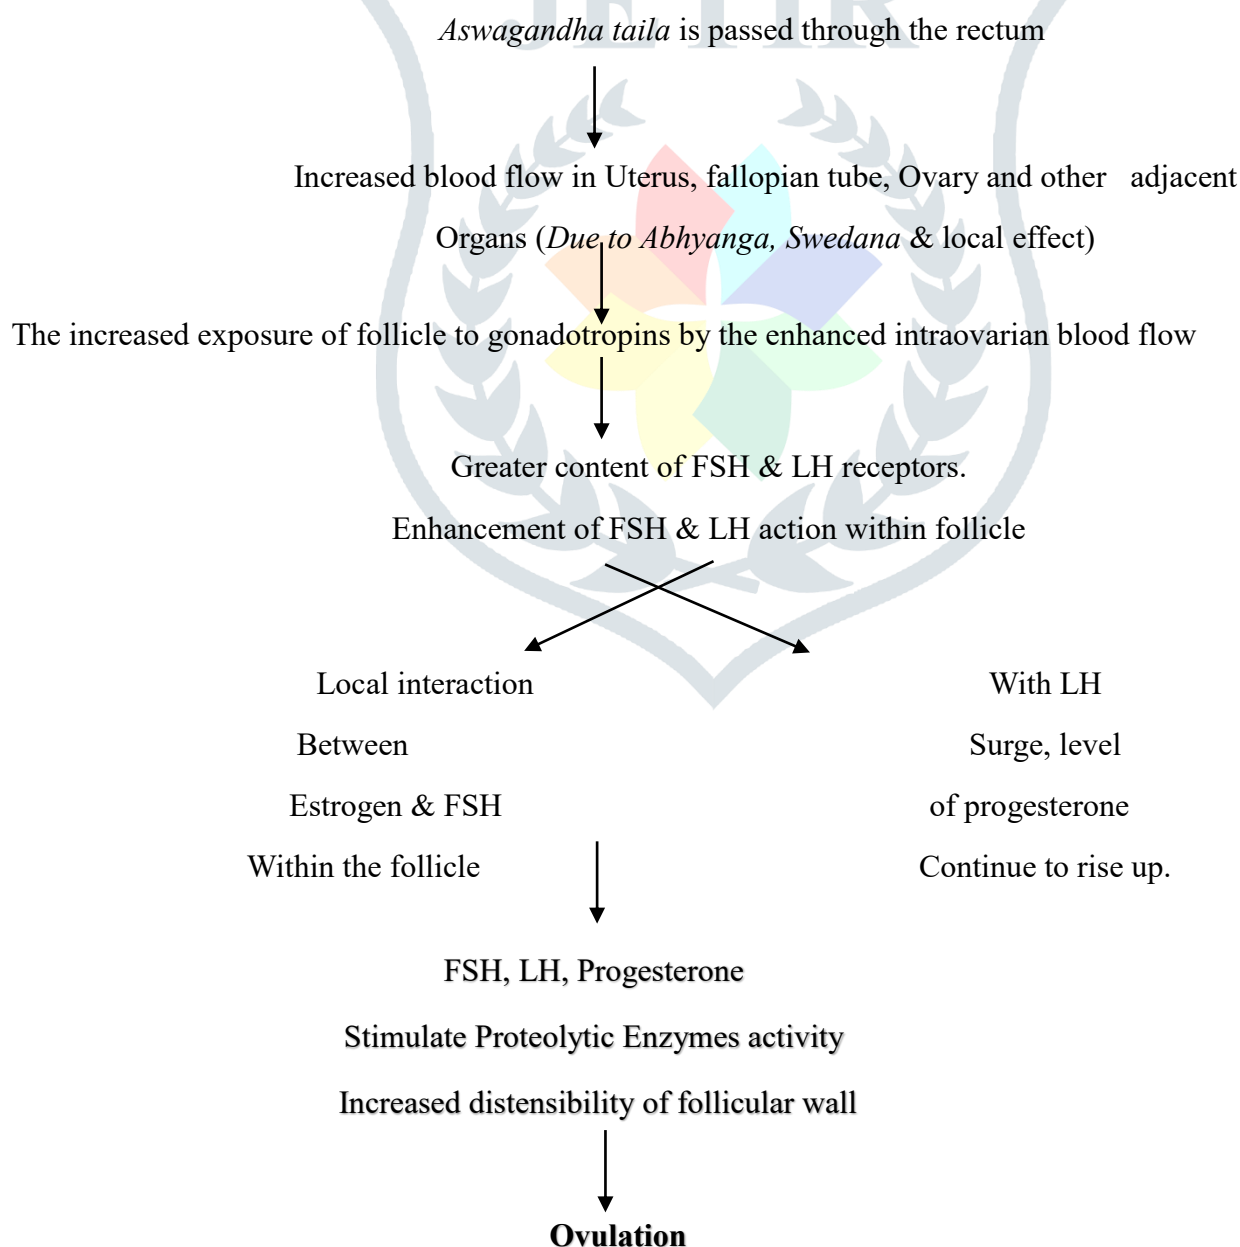 JETIR
Aswagandha taila is passed through the rectum
Increased blood flow in Uterus, fallopian tube, Ovary and other adjacent
Organs (Due to Abhyanga, Swedana & local effect)
The increased exposure of follicle to gonadotropins by the enhanced intraovarian blood flow
Greater content of FSH & LH receptors.
Enhancement of FSH & LH action within follicle
Local interaction
Between
Estrogen & FSH
Within the follicle
With LH
Surge, level
of progesterone
Continue to rise up.
FSH, LH, Progesterone
Stimulate Proteolytic Enzymes activity
Increased distensibility of follicular wall
Ovulation